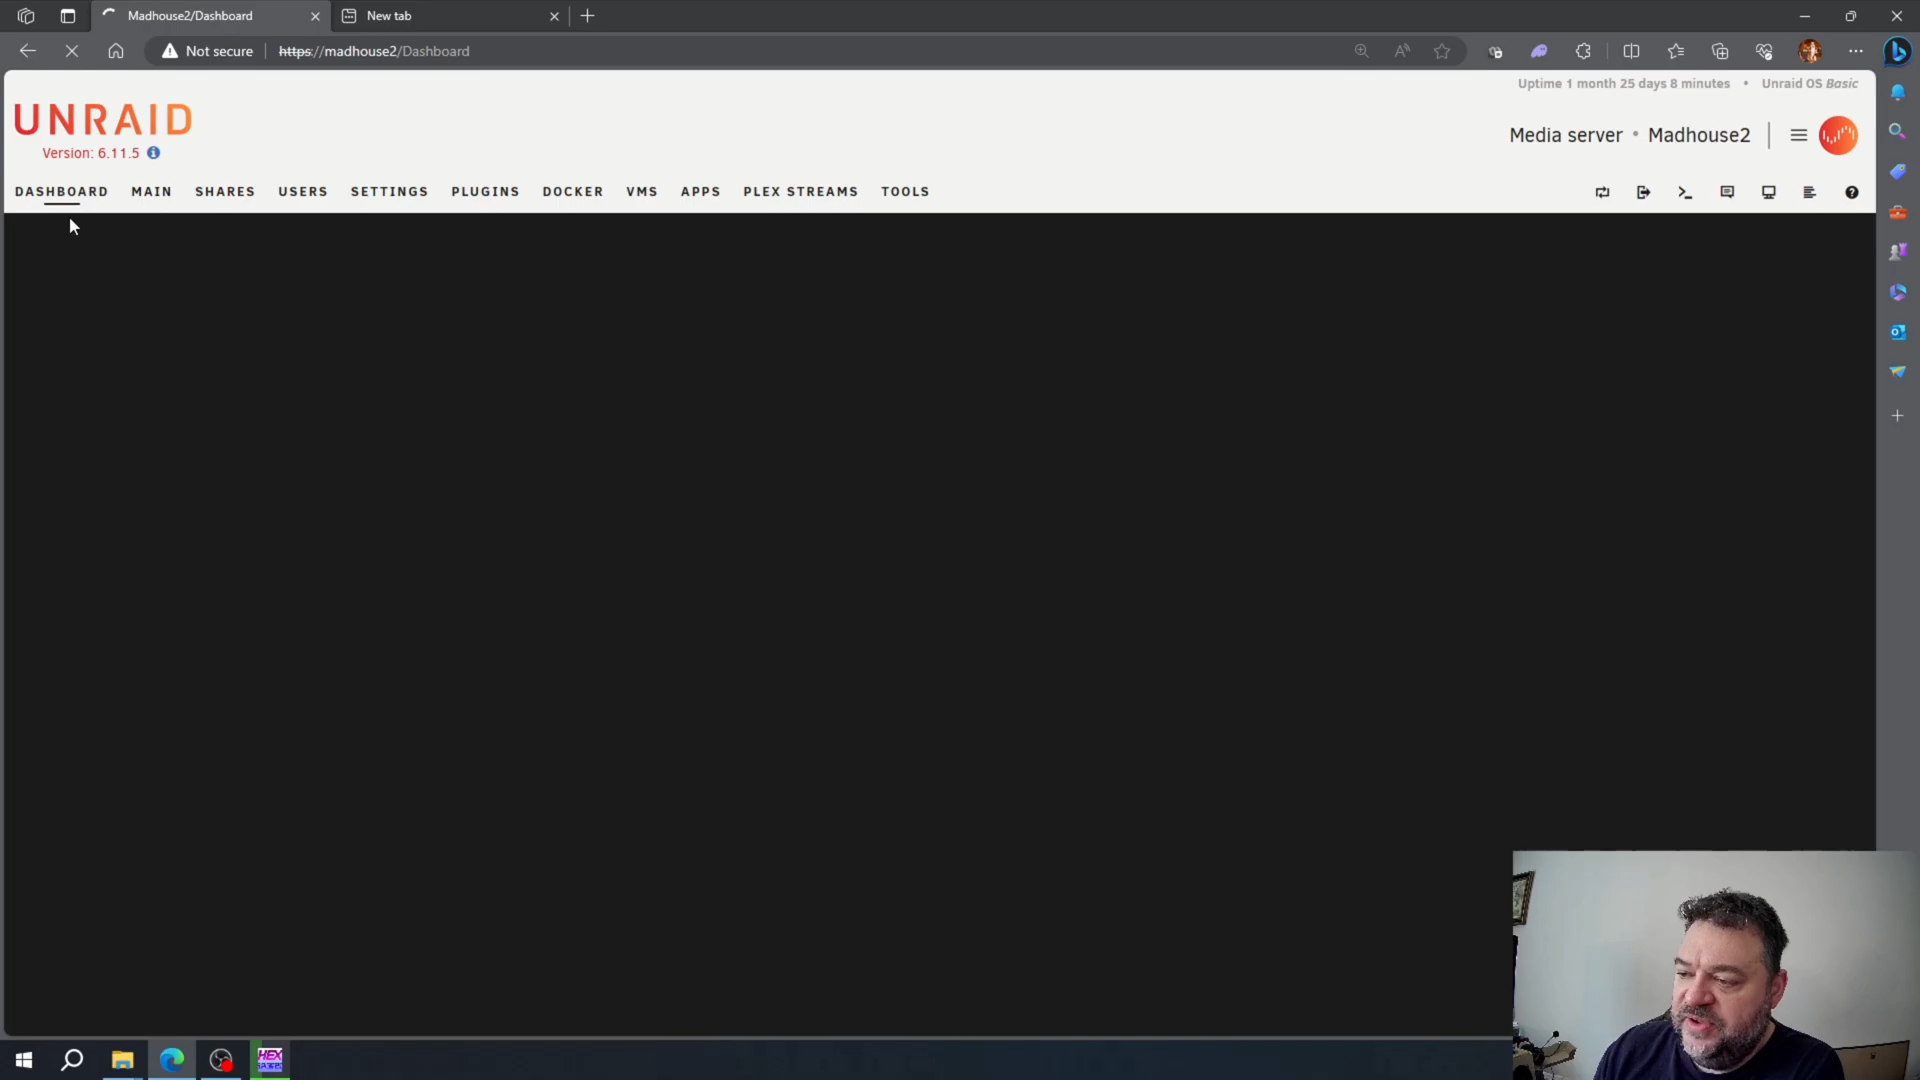 Madhouse2/Dashboard
New tab
Not secure
https://madhouse2/Dashboard
Uptime 1 month 25 days 8 minutes • Unraid OS Basic
UNRAID
Version: 6.11.5
Media server • Madhouse2
DASHBOARD MAIN SHARES USERS SETTINGS PLUGINS DOCKER VMS APPS PLEX STREAMS TOOLS
HEX